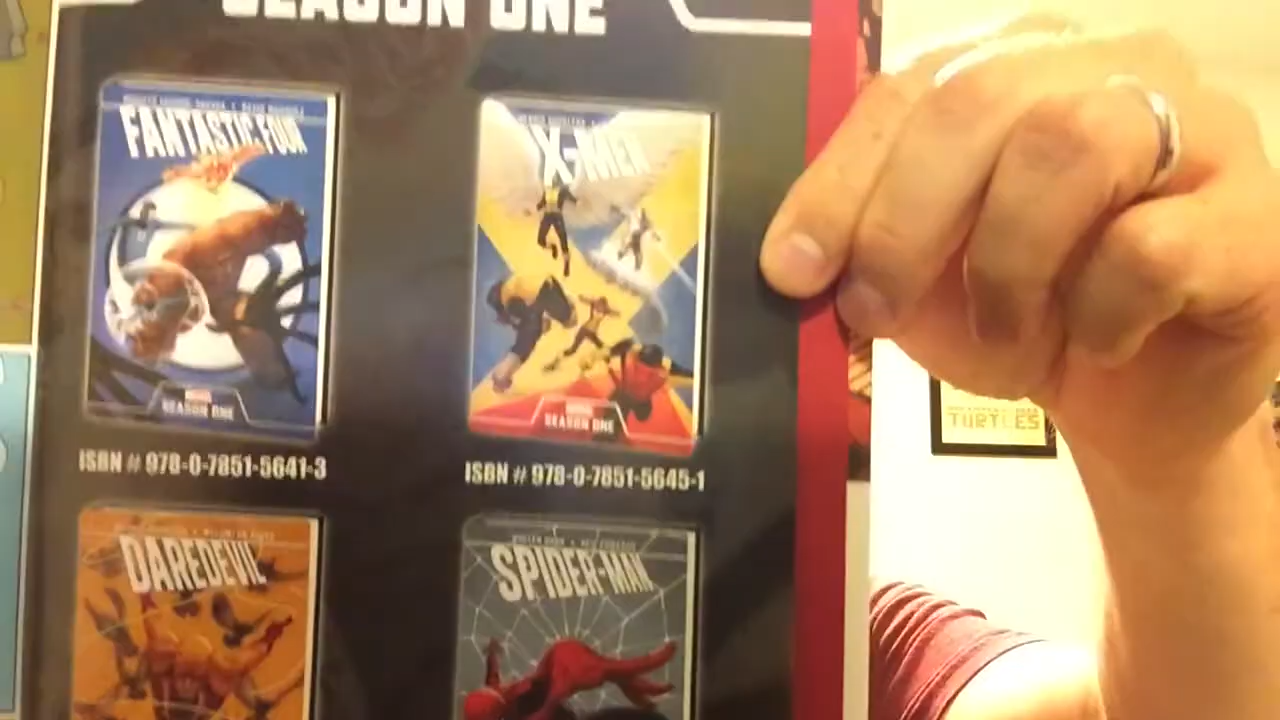 SEASON ONE
FANTASTIC FOUR
X-MEN
MARVEL
SEASON ONE
SEASON ONE
ISBN # 978-0-7851-5641-3
ISBN # 978-0-7851-5645-1
TURTLES
DAREDEVIL
SPIDER-MAN